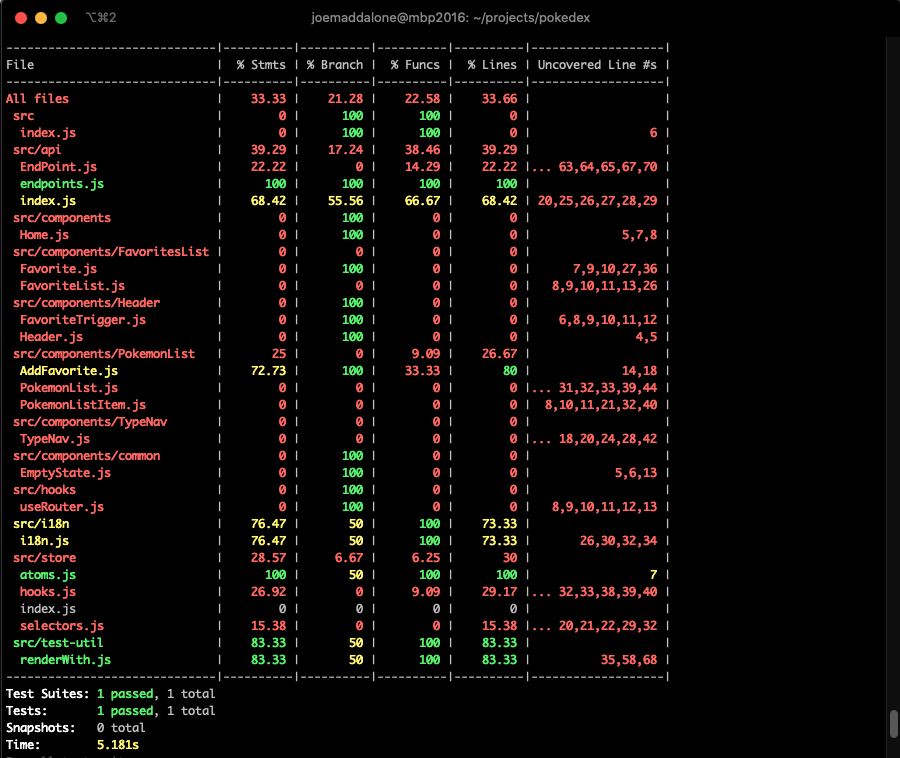 ⌥⌘2 joemaddalone@mbp2016: ~/projects/pokedex
------------------------------|----------|----------|----------|----------|-------------------|
File                          |  % Stmts | % Branch |  % Funcs |  % Lines | Uncovered Line #s |
------------------------------|----------|----------|----------|----------|-------------------|
All files                     |    33.33 |    21.28 |    22.58 |    33.66 |                   |
 src                          |        0 |      100 |      100 |        0 |                   |
  index.js                    |        0 |      100 |      100 |        0 |                 6 |
 src/api                      |    39.29 |    17.24 |    38.46 |    39.29 |                   |
  EndPoint.js                 |    22.22 |        0 |    14.29 |    22.22 |... 63,64,65,67,70 |
  endpoints.js                |      100 |      100 |      100 |      100 |                   |
  index.js                    |    68.42 |    55.56 |    66.67 |    68.42 | 20,25,26,27,28,29 |
 src/components               |        0 |      100 |        0 |        0 |                   |
  Home.js                     |        0 |      100 |        0 |        0 |             5,7,8 |
 src/components/FavoritesList |        0 |        0 |        0 |        0 |                   |
  Favorite.js                 |        0 |      100 |        0 |        0 |      7,9,10,27,36 |
  FavoriteList.js             |        0 |        0 |        0 |        0 |   8,9,10,11,13,26 |
 src/components/Header        |        0 |      100 |        0 |        0 |                   |
  FavoriteTrigger.js          |        0 |      100 |        0 |        0 |    6,8,9,10,11,12 |
  Header.js                   |        0 |      100 |        0 |        0 |               4,5 |
 src/components/PokemonList   |       25 |        0 |     9.09 |    26.67 |                   |
  AddFavorite.js              |    72.73 |      100 |    33.33 |       80 |             14,18 |
  PokemonList.js              |        0 |        0 |        0 |        0 |... 31,32,33,39,44 |
  PokemonListItem.js          |        0 |        0 |        0 |        0 |  8,10,11,21,32,40 |
 src/components/TypeNav       |        0 |        0 |        0 |        0 |                   |
  TypeNav.js                  |        0 |        0 |        0 |        0 |... 18,20,24,28,42 |
 src/components/common        |        0 |      100 |        0 |        0 |                   |
  EmptyState.js               |        0 |      100 |        0 |        0 |            5,6,13 |
 src/hooks                    |        0 |      100 |        0 |        0 |                   |
  useRouter.js                |        0 |      100 |        0 |        0 |   8,9,10,11,12,13 |
 src/i18n                     |    76.47 |       50 |      100 |    73.33 |                   |
  i18n.js                     |    76.47 |       50 |      100 |    73.33 |       26,30,32,34 |
 src/store                    |    28.57 |     6.67 |     6.25 |       30 |                   |
  atoms.js                    |      100 |       50 |      100 |      100 |                 7 |
  hooks.js                    |    26.92 |        0 |     9.09 |    29.17 |... 32,33,38,39,40 |
  index.js                    |        0 |        0 |        0 |        0 |                   |
  selectors.js                |    15.38 |        0 |        0 |    15.38 |... 20,21,22,29,32 |
 src/test-util                |    83.33 |       50 |      100 |    83.33 |                   |
  renderWith.js               |    83.33 |       50 |      100 |    83.33 |          35,58,68 |
------------------------------|----------|----------|----------|----------|-------------------|
Test Suites: 1 passed, 1 total
Tests:       1 passed, 1 total
Snapshots:   0 total
Time:        5.181s